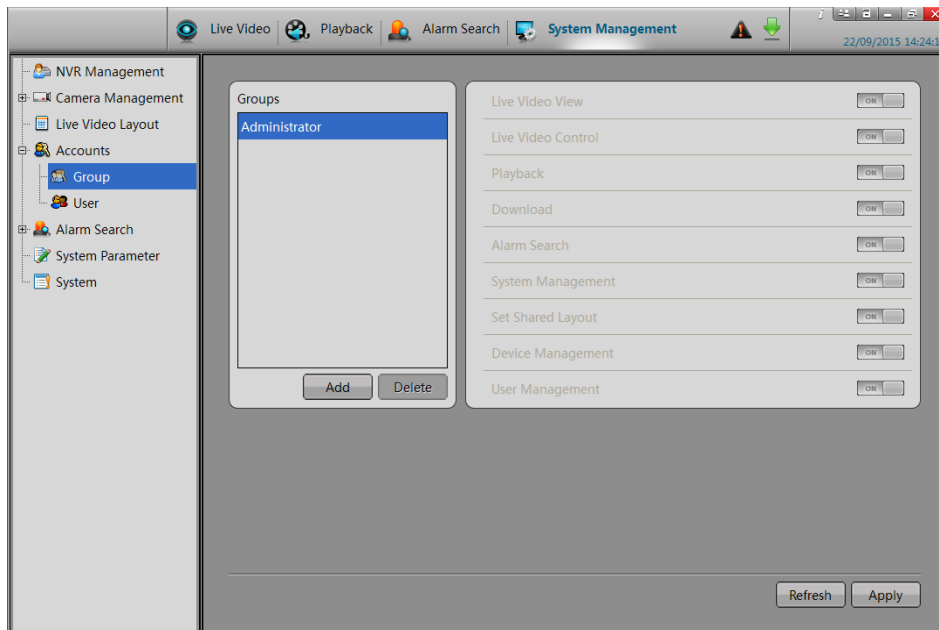 Live Video Playback Alarm Search System Management
22/09/2015 14:24:1
NVR Management
Camera Management
Live Video Layout
Accounts
Group
User
Alarm Search
System Parameter
System
Groups
Administrator
Add Delete
Live Video View ON
Live Video Control ON
Playback ON
Download ON
Alarm Search ON
System Management ON
Set Shared Layout ON
Device Management ON
User Management ON
Refresh Apply